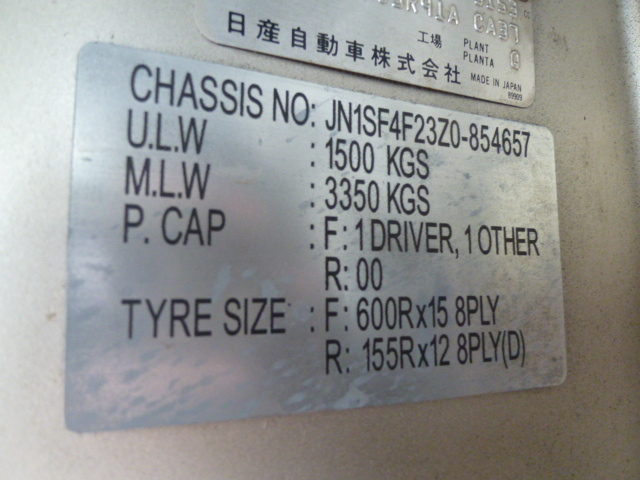 工場 PLANT
PLANTA 0
日産自動車株式会社 MADE IN JAPAN
CHASSIS NO: JN1SF4F23Z0-854657
U.L.W : 1500 KGS
M.L.W : 3350 KGS
P. CAP : F: 1 DRIVER, 1 OTHER
R: 00
TYRE SIZE : F: 600Rx15 8PLY
R: 155Rx12 8PLY(D)